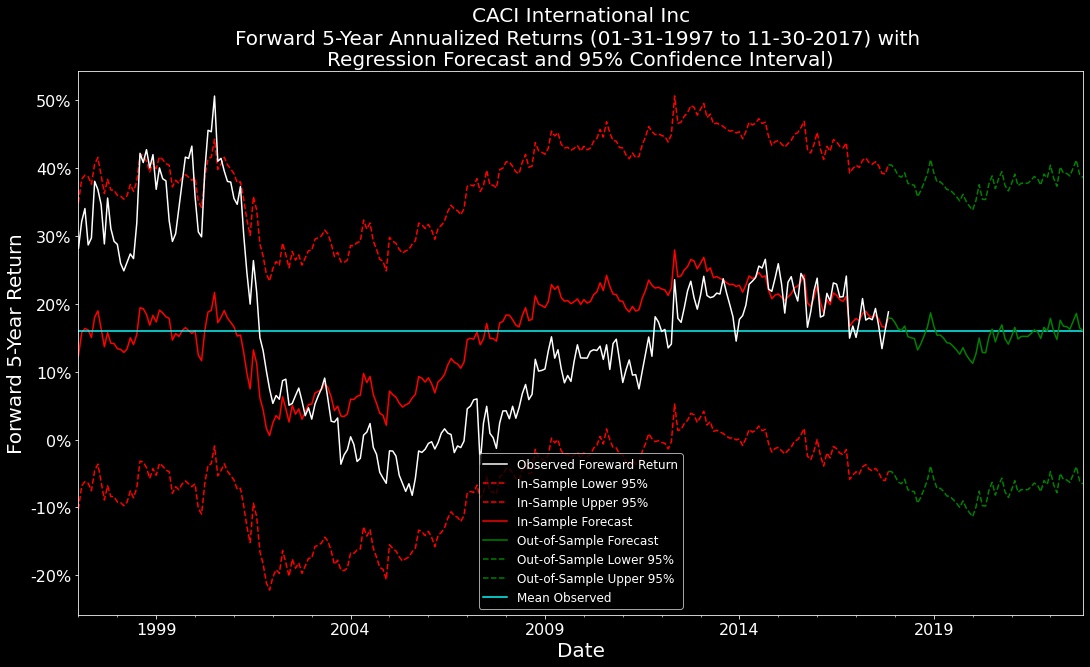 CACI International Inc
Forward 5-Year Annualized Returns (01-31-1997 to 11-30-2017) with
Regression Forecast and 95% Confidence Interval)
Forward 5-Year Return
50%
40%
30%
20%
10%
0%
-10%
-20%
Observed Foreward Return
In-Sample Lower 95%
In-Sample Upper 95%
In-Sample Forecast
Out-of-Sample Forecast
Out-of-Sample Lower 95%
Out-of-Sample Upper 95%
Mean Observed
1999 2004 2009 2014 2019
Date